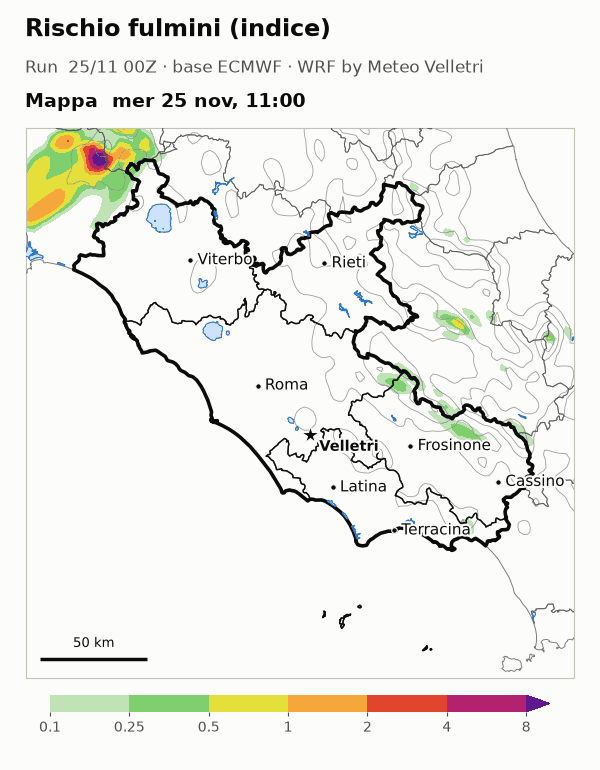 Rischio fulmini (indice)
Run  25/11 00Z · base ECMWF · WRF by Meteo Velletri
Mappa  mer 25 nov, 11:00
Viterbo
Rieti
Roma
Velletri
Frosinone
Latina
Cassino
Terracina
50 km
0.1 0.25 0.5 1 2 4 8